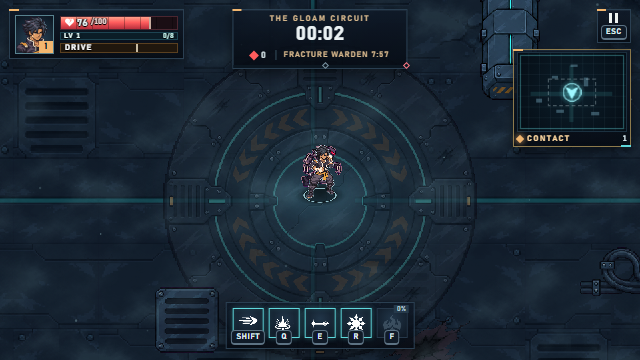 76 /100
LV 1 0/8
DRIVE
1
THE GLOAM CIRCUIT
00:02
0 FRACTURE WARDEN 7:57
ESC
CONTACT 1
0%
SHIFT Q E R F